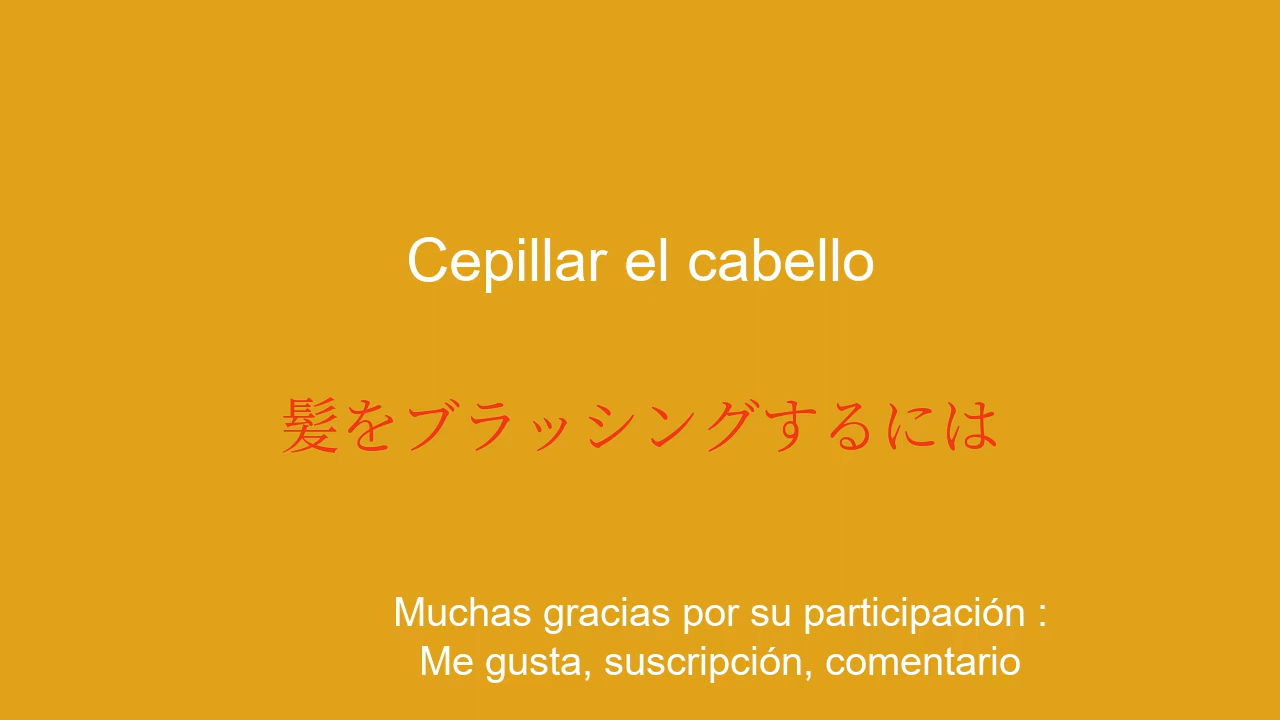 Cepillar el cabello
髪をブラッシングするには
Muchas gracias por su participación :
Me gusta, suscripción, comentario